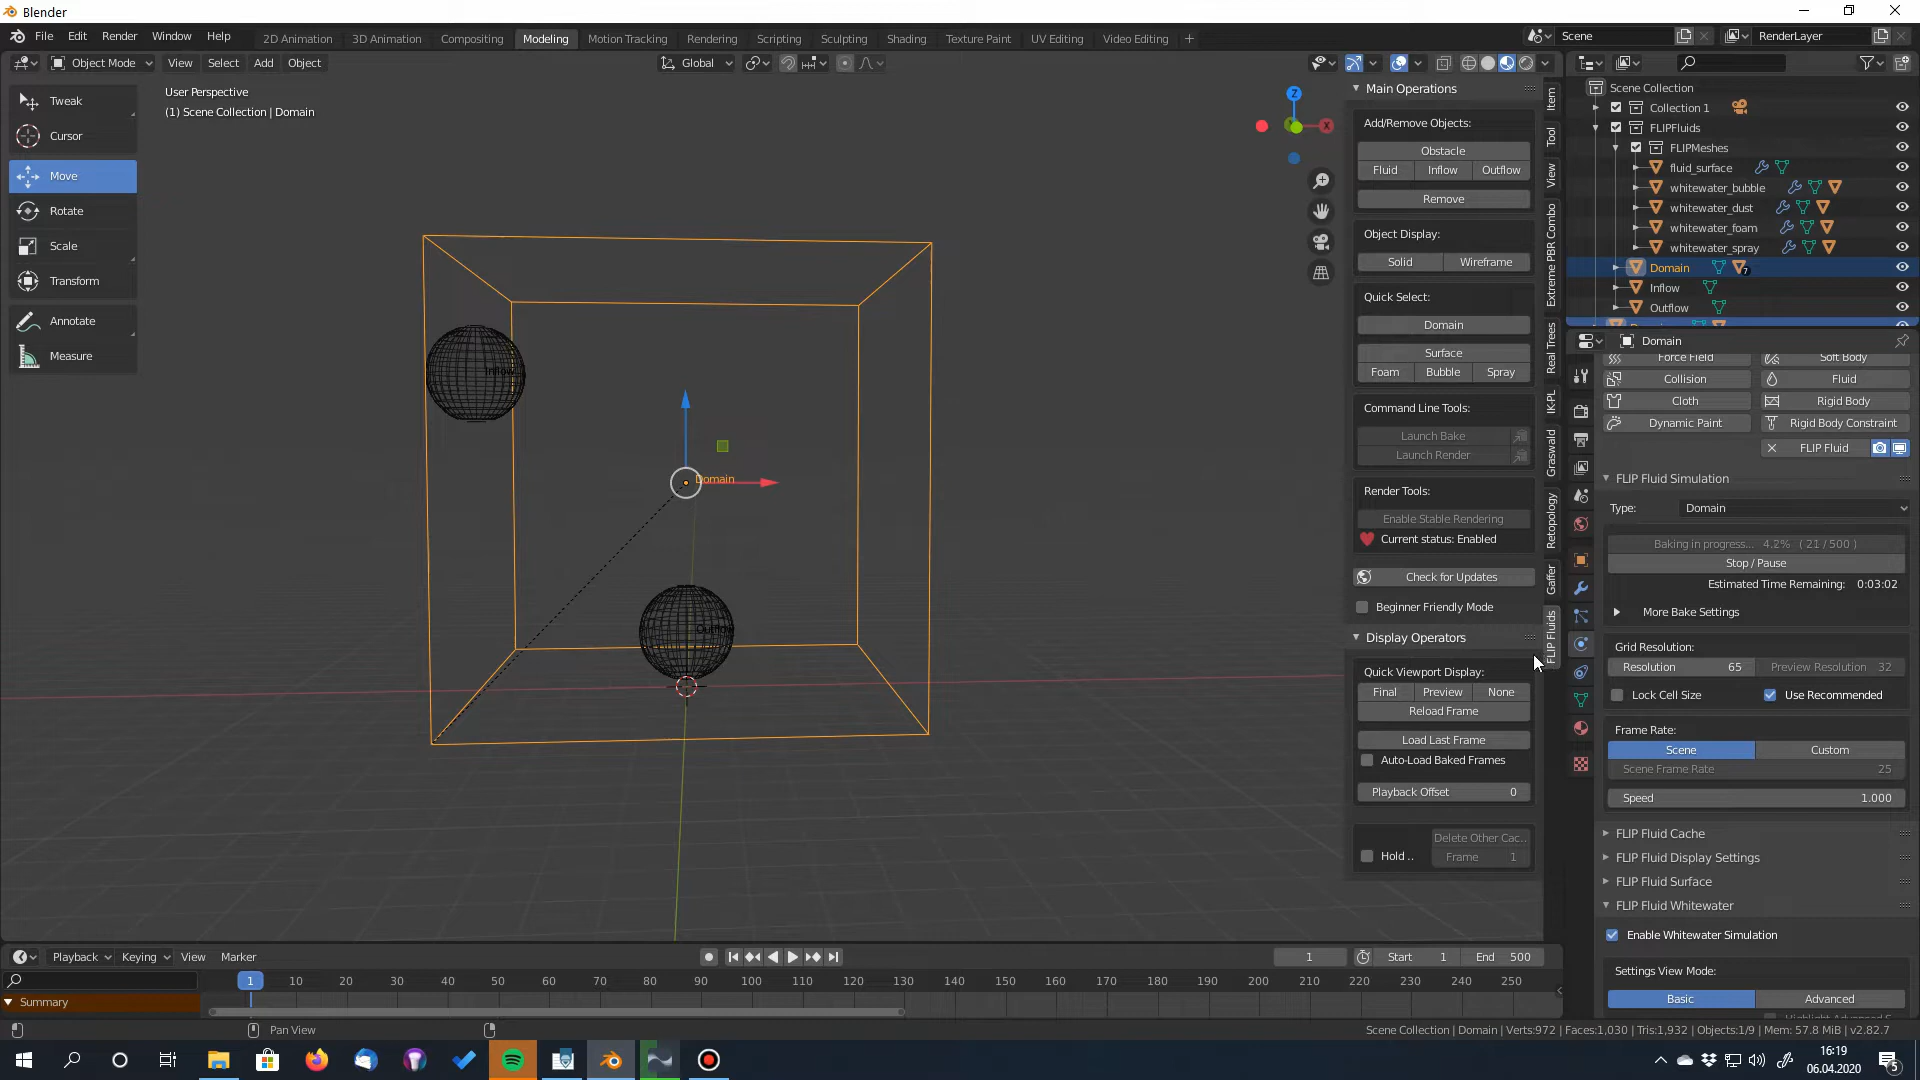 Blender
File Edit Render Window Help
2D Animation 3D Animation Compositing Modeling Motion Tracking Rendering Scripting Sculpting Shading Texture Paint UV Editing Video Editing +
Scene
RenderLayer
Object Mode View Select Add Object
Global
Tweak
Cursor
Move
Rotate
Scale
Transform
Annotate
Measure
User Perspective
(1) Scene Collection | Domain
Inflow
Domain
Outflow
Z
X
Main Operations
Add/Remove Objects:
Obstacle
Fluid Inflow Outflow
Remove
Object Display:
Solid Wireframe
Quick Select:
Domain
Surface
Foam Bubble Spray
Command Line Tools:
Launch Bake
Launch Render
Render Tools:
Enable Stable Rendering
Current status: Enabled
Check for Updates
Beginner Friendly Mode
Display Operators
Quick Viewport Display:
Final Preview None
Reload Frame
Load Last Frame
Auto-Load Baked Frames
Playback Offset 0
Delete Other Cac..
Hold ..
Frame 1
Item
Tool
View
Extreme PBR Combo
Real Trees
IK-PL
Graswald
Retopology
Gaffer
FLIP Fluids
Scene Collection
Collection 1
FLIPFluids
FLIPMeshes
fluid_surface
whitewater_bubble
whitewater_dust
whitewater_foam
whitewater_spray
Domain 7
Inflow
Outflow
Domain
Force Field Soft Body
Collision Fluid
Cloth Rigid Body
Dynamic Paint Rigid Body Constraint
FLIP Fluid
FLIP Fluid Simulation
Type: Domain
Baking in progress... 4.2% ( 21 / 500 )
Stop / Pause
Estimated Time Remaining: 0:03:02
More Bake Settings
Grid Resolution:
Resolution 65 Preview Resolution 32
Lock Cell Size Use Recommended
Frame Rate:
Scene Custom
Scene Frame Rate 25
Speed 1.000
FLIP Fluid Cache
FLIP Fluid Display Settings
FLIP Fluid Surface
FLIP Fluid Whitewater
Enable Whitewater Simulation
Settings View Mode:
Basic Advanced
Playback Keying View Marker
1 Start 1 End 500
1 10 20 30 40 50 60 70 80 90 100 110 120 130 140 150 160 170 180 190 200 210 220 230 240 250
Summary
Pan View
Scene Collection | Domain | Verts:972 | Faces:1,030 | Tris:1,932 | Objects:1/9 | Mem: 57.8 MiB | v2.82.7
16:19
06.04.2020
5